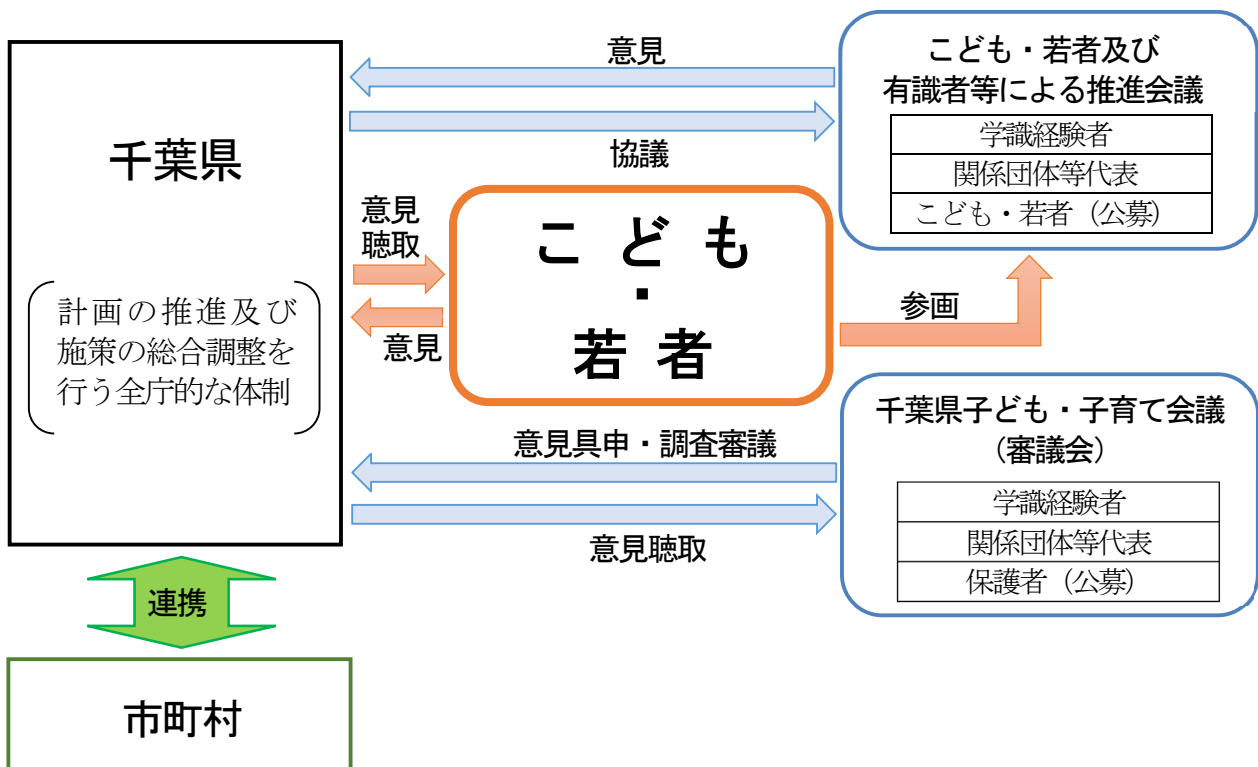 千葉県
計画の推進及び
施策の総合調整を
行う全庁的な体制
意見
協議
意見
聴取
意見
こども
・
若者
参画
こども・若者及び
有識者等による推進会議
学識経験者
関係団体等代表
こども・若者（公募）
千葉県子ども・子育て会議
（審議会）
学識経験者
関係団体等代表
保護者（公募）
意見具申・調査審議
意見聴取
連携
市町村